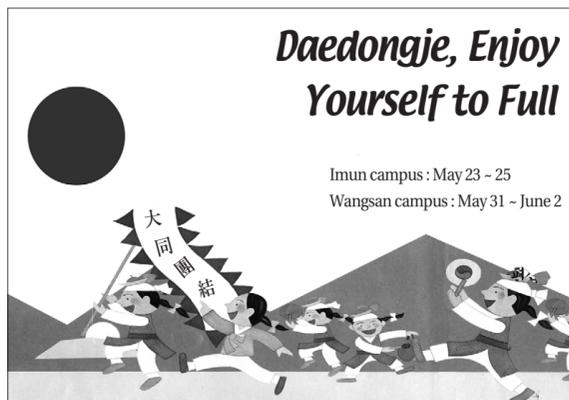 Daedongje, Enjoy
Yourself to Full
Imun campus : May 23 ~ 25
Wangsan campus : May 31 ~ June 2
大
同
團
結